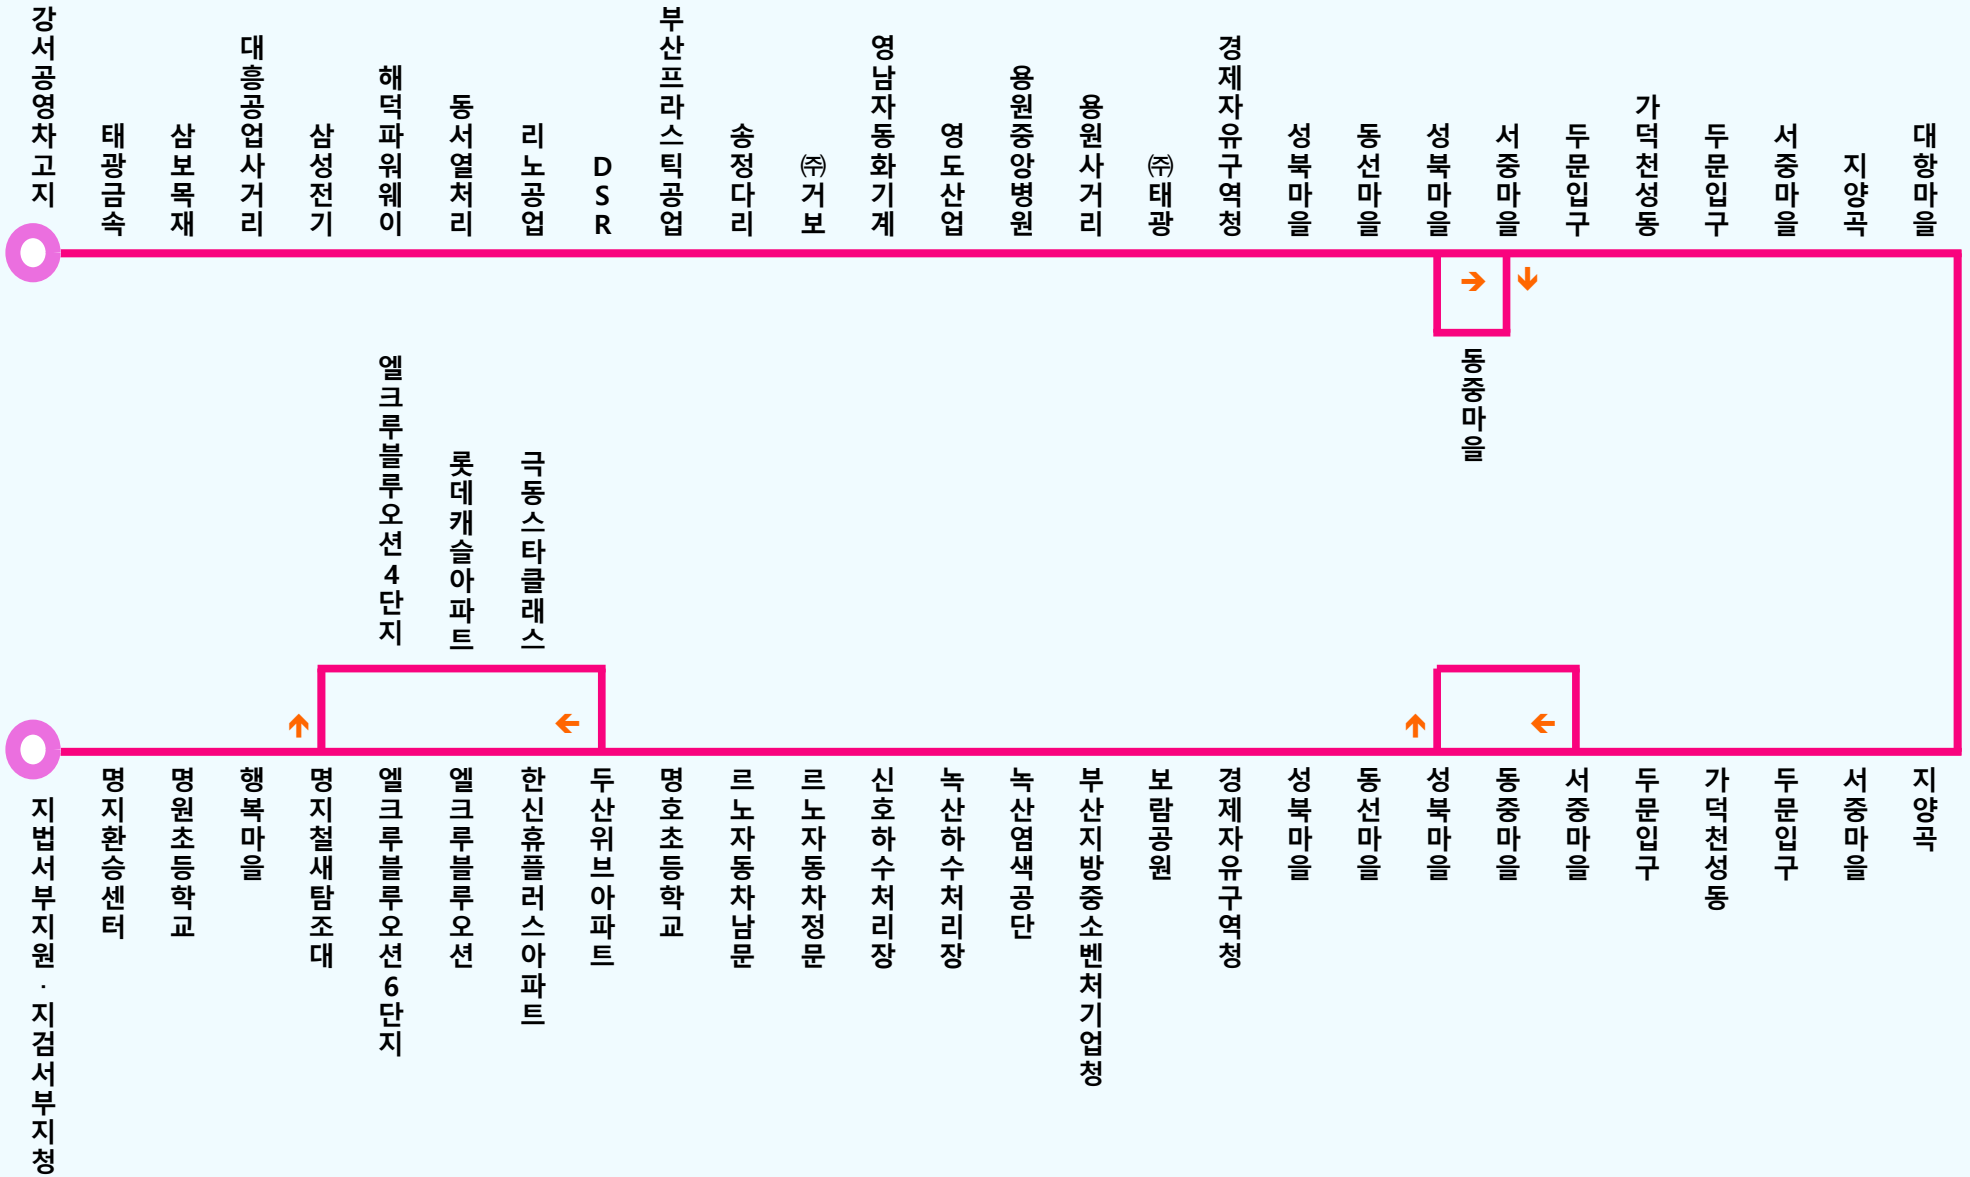 강서공영차고지
태광금속
삼보목재
대흥공업사거리
삼성전기
해덕파워웨이
동서열처리
리노공업
DSR
부산프라스틱공업
송정다리
㈜거보
영남자동화기계
영도산업
용원중앙병원
용원사거리
㈜태광
경제자유구역청
성북마을
동선마을
성북마을
서중마을
두문입구
가덕천성동
두문입구
서중마을
지양곡
대항마을
동중마을
엘크루블루오션4단지
롯데캐슬아파트
극동스타클래스
지법서부지원·지검서부지청
명지환승센터
명원초등학교
행복마을
명지철새탐조대
엘크루블루오션6단지
엘크루블루오션
한신휴플러스아파트
두산위브아파트
명호초등학교
르노자동차남문
르노자동차정문
신호하수처리장
녹산하수처리장
녹산염색공단
부산지방중소벤처기업청
보람공원
경제자유구역청
성북마을
동선마을
성북마을
동중마을
서중마을
두문입구
가덕천성동
두문입구
서중마을
지양곡